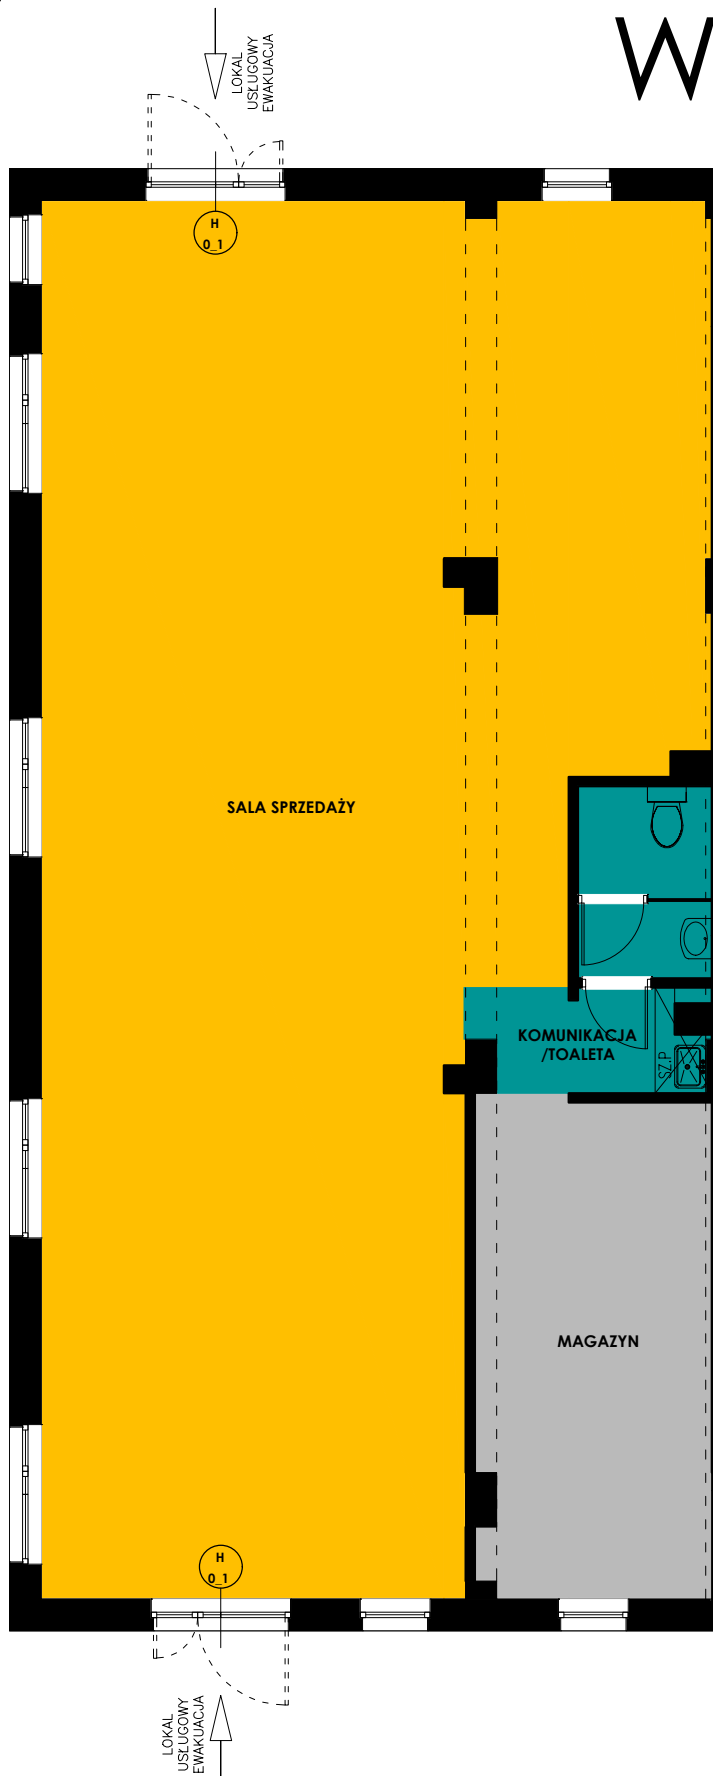 W
LOKAL
USŁUGOWY
EWAKUACJA
H
0_1
SALA SPRZEDAŻY
KOMUNIKACJA
/TOALETA
SZ.P
MAGAZYN
H
0_1
LOKAL
USŁUGOWY
EWAKUACJA